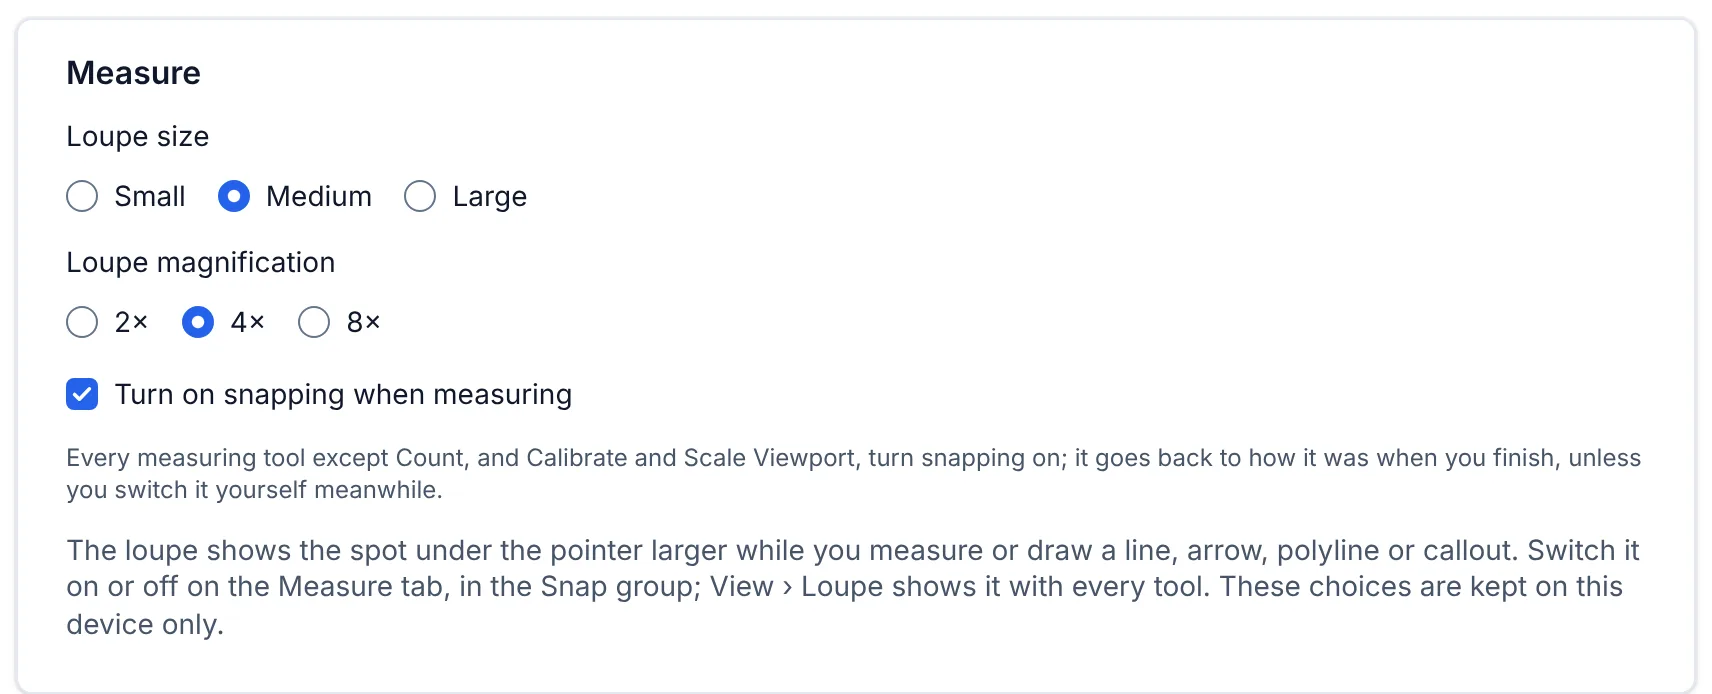 Measure
Loupe size
Small Medium Large
Loupe magnification
2× 4× 8×
Turn on snapping when measuring
Every measuring tool except Count, and Calibrate and Scale Viewport, turn snapping on; it goes back to how it was when you finish, unless
you switch it yourself meanwhile.
The loupe shows the spot under the pointer larger while you measure or draw a line, arrow, polyline or callout. Switch it
on or off on the Measure tab, in the Snap group; View › Loupe shows it with every tool. These choices are kept on this
device only.